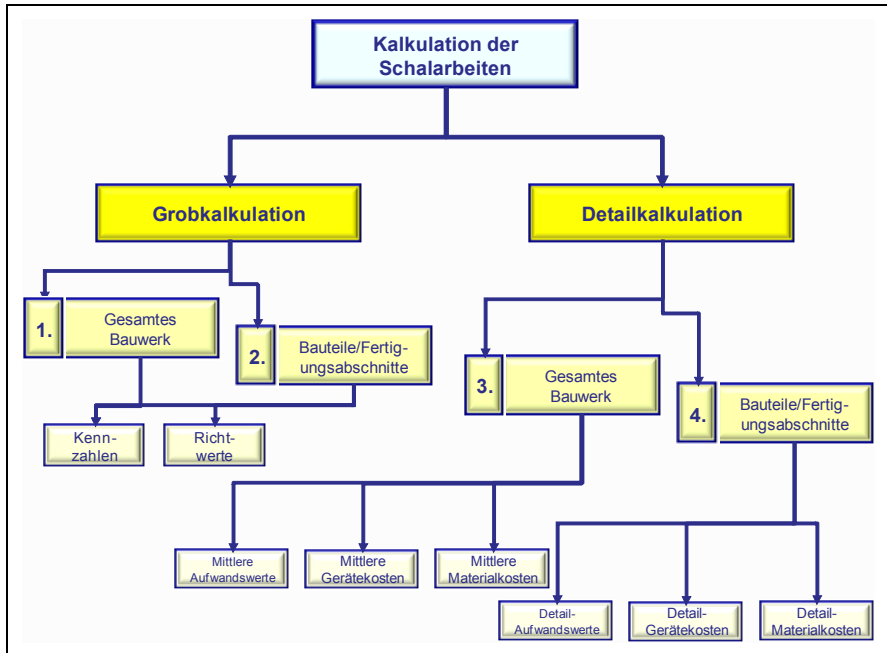 Kalkulation der
Schalarbeiten
Grobkalkulation
Detailkalkulation
1.
Gesamtes
Bauwerk
2.
Bauteile/Fertig-
ungsabschnitte
3.
Gesamtes
Bauwerk
4.
Bauteile/Fertig-
ungsabschnitte
Kenn-
zahlen
Richt-
werte
Mittlere
Aufwandswerte
Mittlere
Gerätekosten
Mittlere
Materialkosten
Detail-
Aufwandswerte
Detail-
Gerätekosten
Detail-
Materialkosten